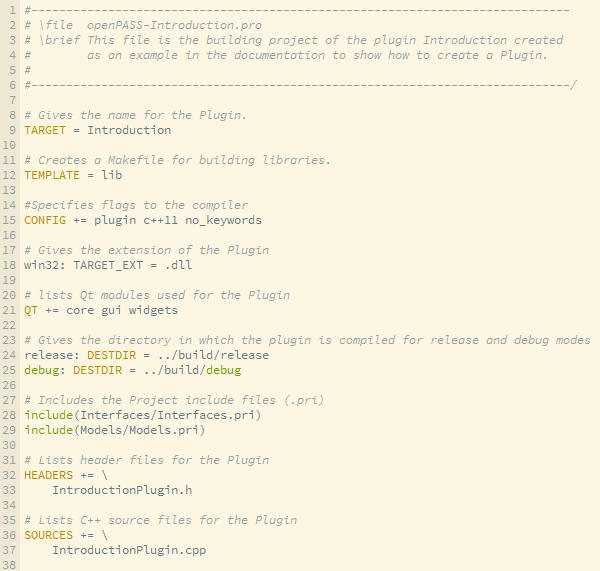 1 #-----------------------------------------------------------------------------
2 # \file  openPASS-Introduction.pro
3 # \brief This file is the building project of the plugin Introduction created
4 #        as an example in the documentation to show how to create a Plugin.
5 #
6 #-----------------------------------------------------------------------------/
7
8 # Gives the name for the Plugin.
9 TARGET = Introduction
10
11 # Creates a Makefile for building libraries.
12 TEMPLATE = lib
13
14 #Specifies flags to the compiler
15 CONFIG += plugin c++11 no_keywords
16
17 # Gives the extension of the Plugin
18 win32: TARGET_EXT = .dll
19
20 # lists Qt modules used for the Plugin
21 QT += core gui widgets
22
23 # Gives the directory in which the plugin is compiled for release and debug modes
24 release: DESTDIR = ../build/release
25 debug: DESTDIR = ../build/debug
26
27 # Includes the Project include files (.pri)
28 include(Interfaces/Interfaces.pri)
29 include(Models/Models.pri)
30
31 # Lists header files for the Plugin
32 HEADERS += \
33     IntroductionPlugin.h
34
35 # Lists C++ source files for the Plugin
36 SOURCES += \
37     IntroductionPlugin.cpp
38